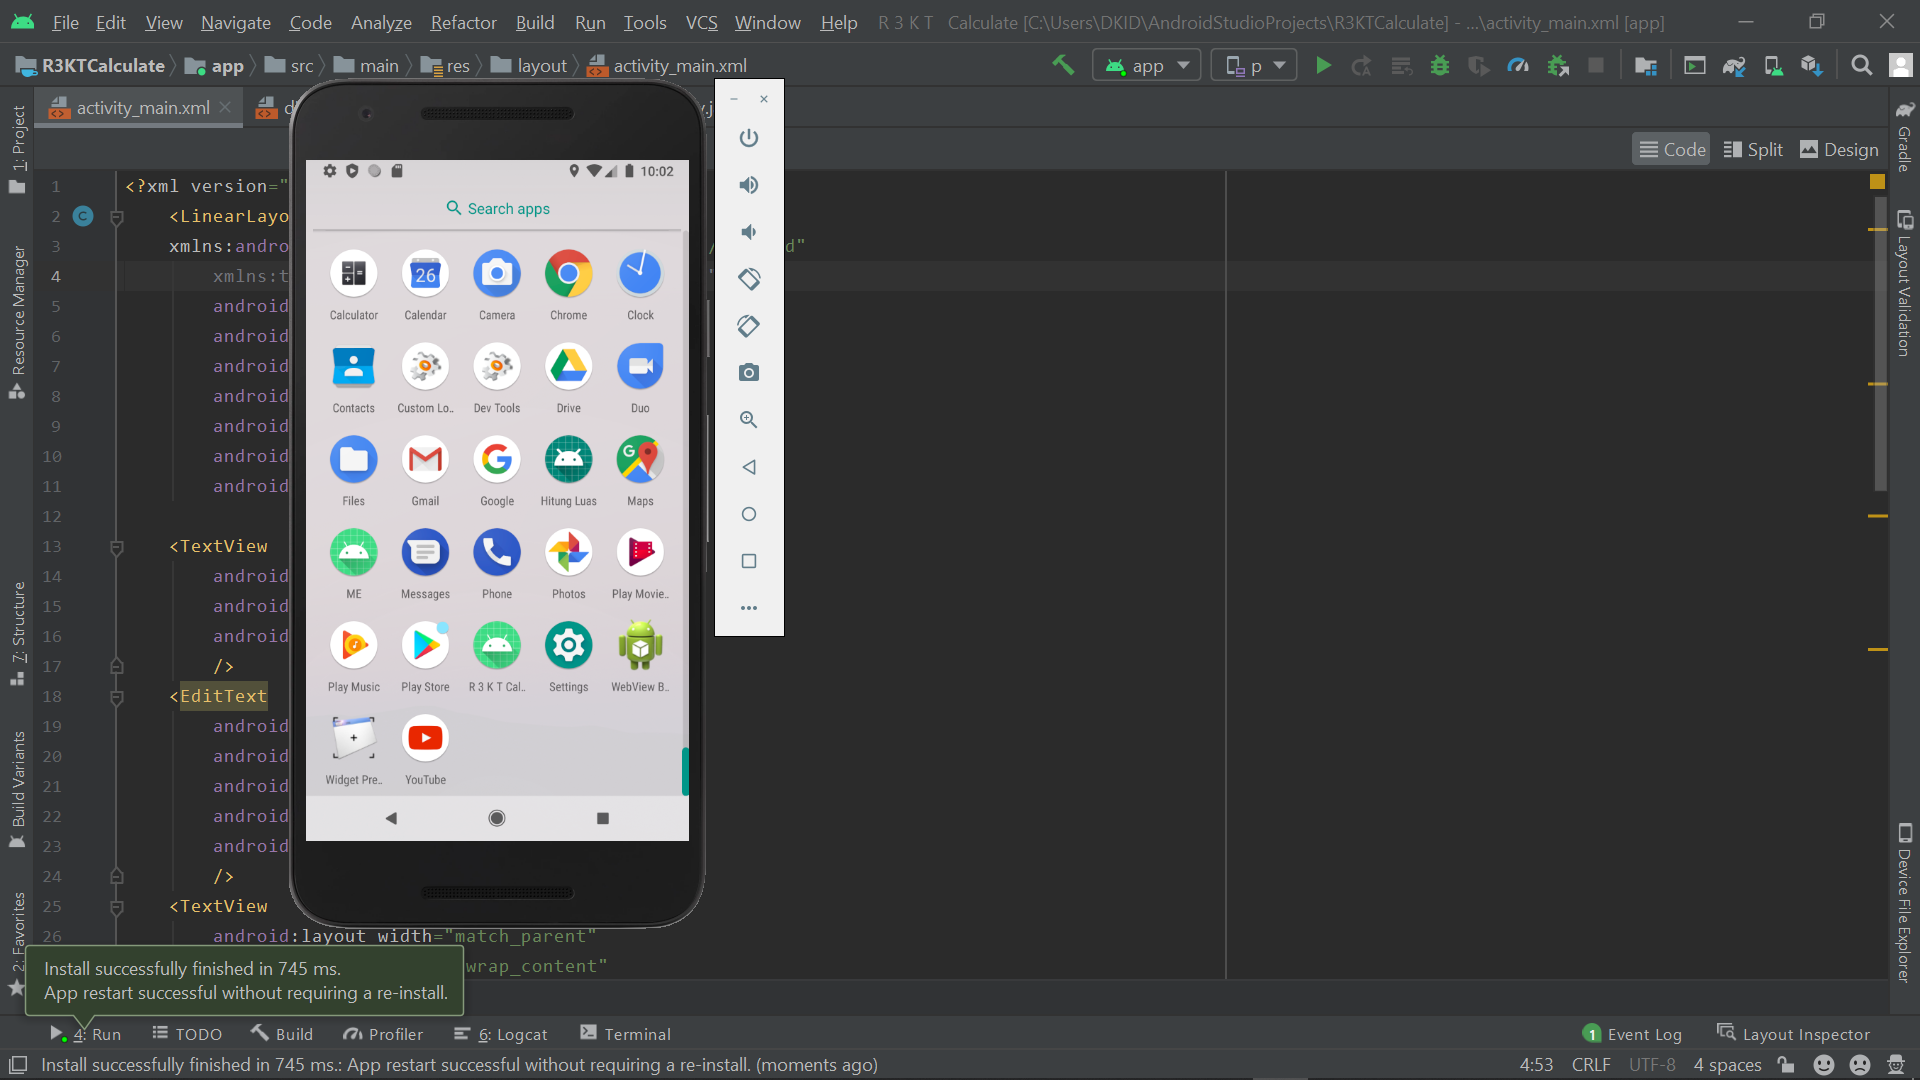 File Edit View Navigate Code Analyze Refactor Build Run Tools VCS Window Help R 3 K T Calculate [C:\Users\DKID\AndroidStudioProjects\R3KTCalculate] - ...\activity_main.xml [app]
R3KTCalculate app src main res layout activity_main.xml app p
activity_main.xml
Code Split Design
1: Project
Resource Manager
7: Structure
Build Variants
2: Favorites
Gradle
Layout Validation
Device File Explorer
1 <?xml version="
2 <LinearLayo
3 xmlns:andro d"
4 xmlns:t "
5 android
6 android
7 android
8 android
9 android
10 android
11 android
12
13 <TextView
14 android
15 android
16 android
17 />
18 <EditText
19 android
20 android
21 android
22 android
23 android
24 />
25 <TextView
26 android:layout_width="match_parent"
wrap_content"
10:02
Search apps
26
Calculator Calendar Camera Chrome Clock
Contacts Custom Lo.. Dev Tools Drive Duo
Files Gmail Google Hitung Luas Maps
ME Messages Phone Photos Play Movie..
Play Music Play Store R 3 K T Cal.. Settings WebView B..
Widget Pre.. YouTube
Install successfully finished in 745 ms.
App restart successful without requiring a re-install.
4: Run TODO Build Profiler 6: Logcat Terminal 1 Event Log Layout Inspector
Install successfully finished in 745 ms.: App restart successful without requiring a re-install. (moments ago) 4:53 CRLF UTF-8 4 spaces